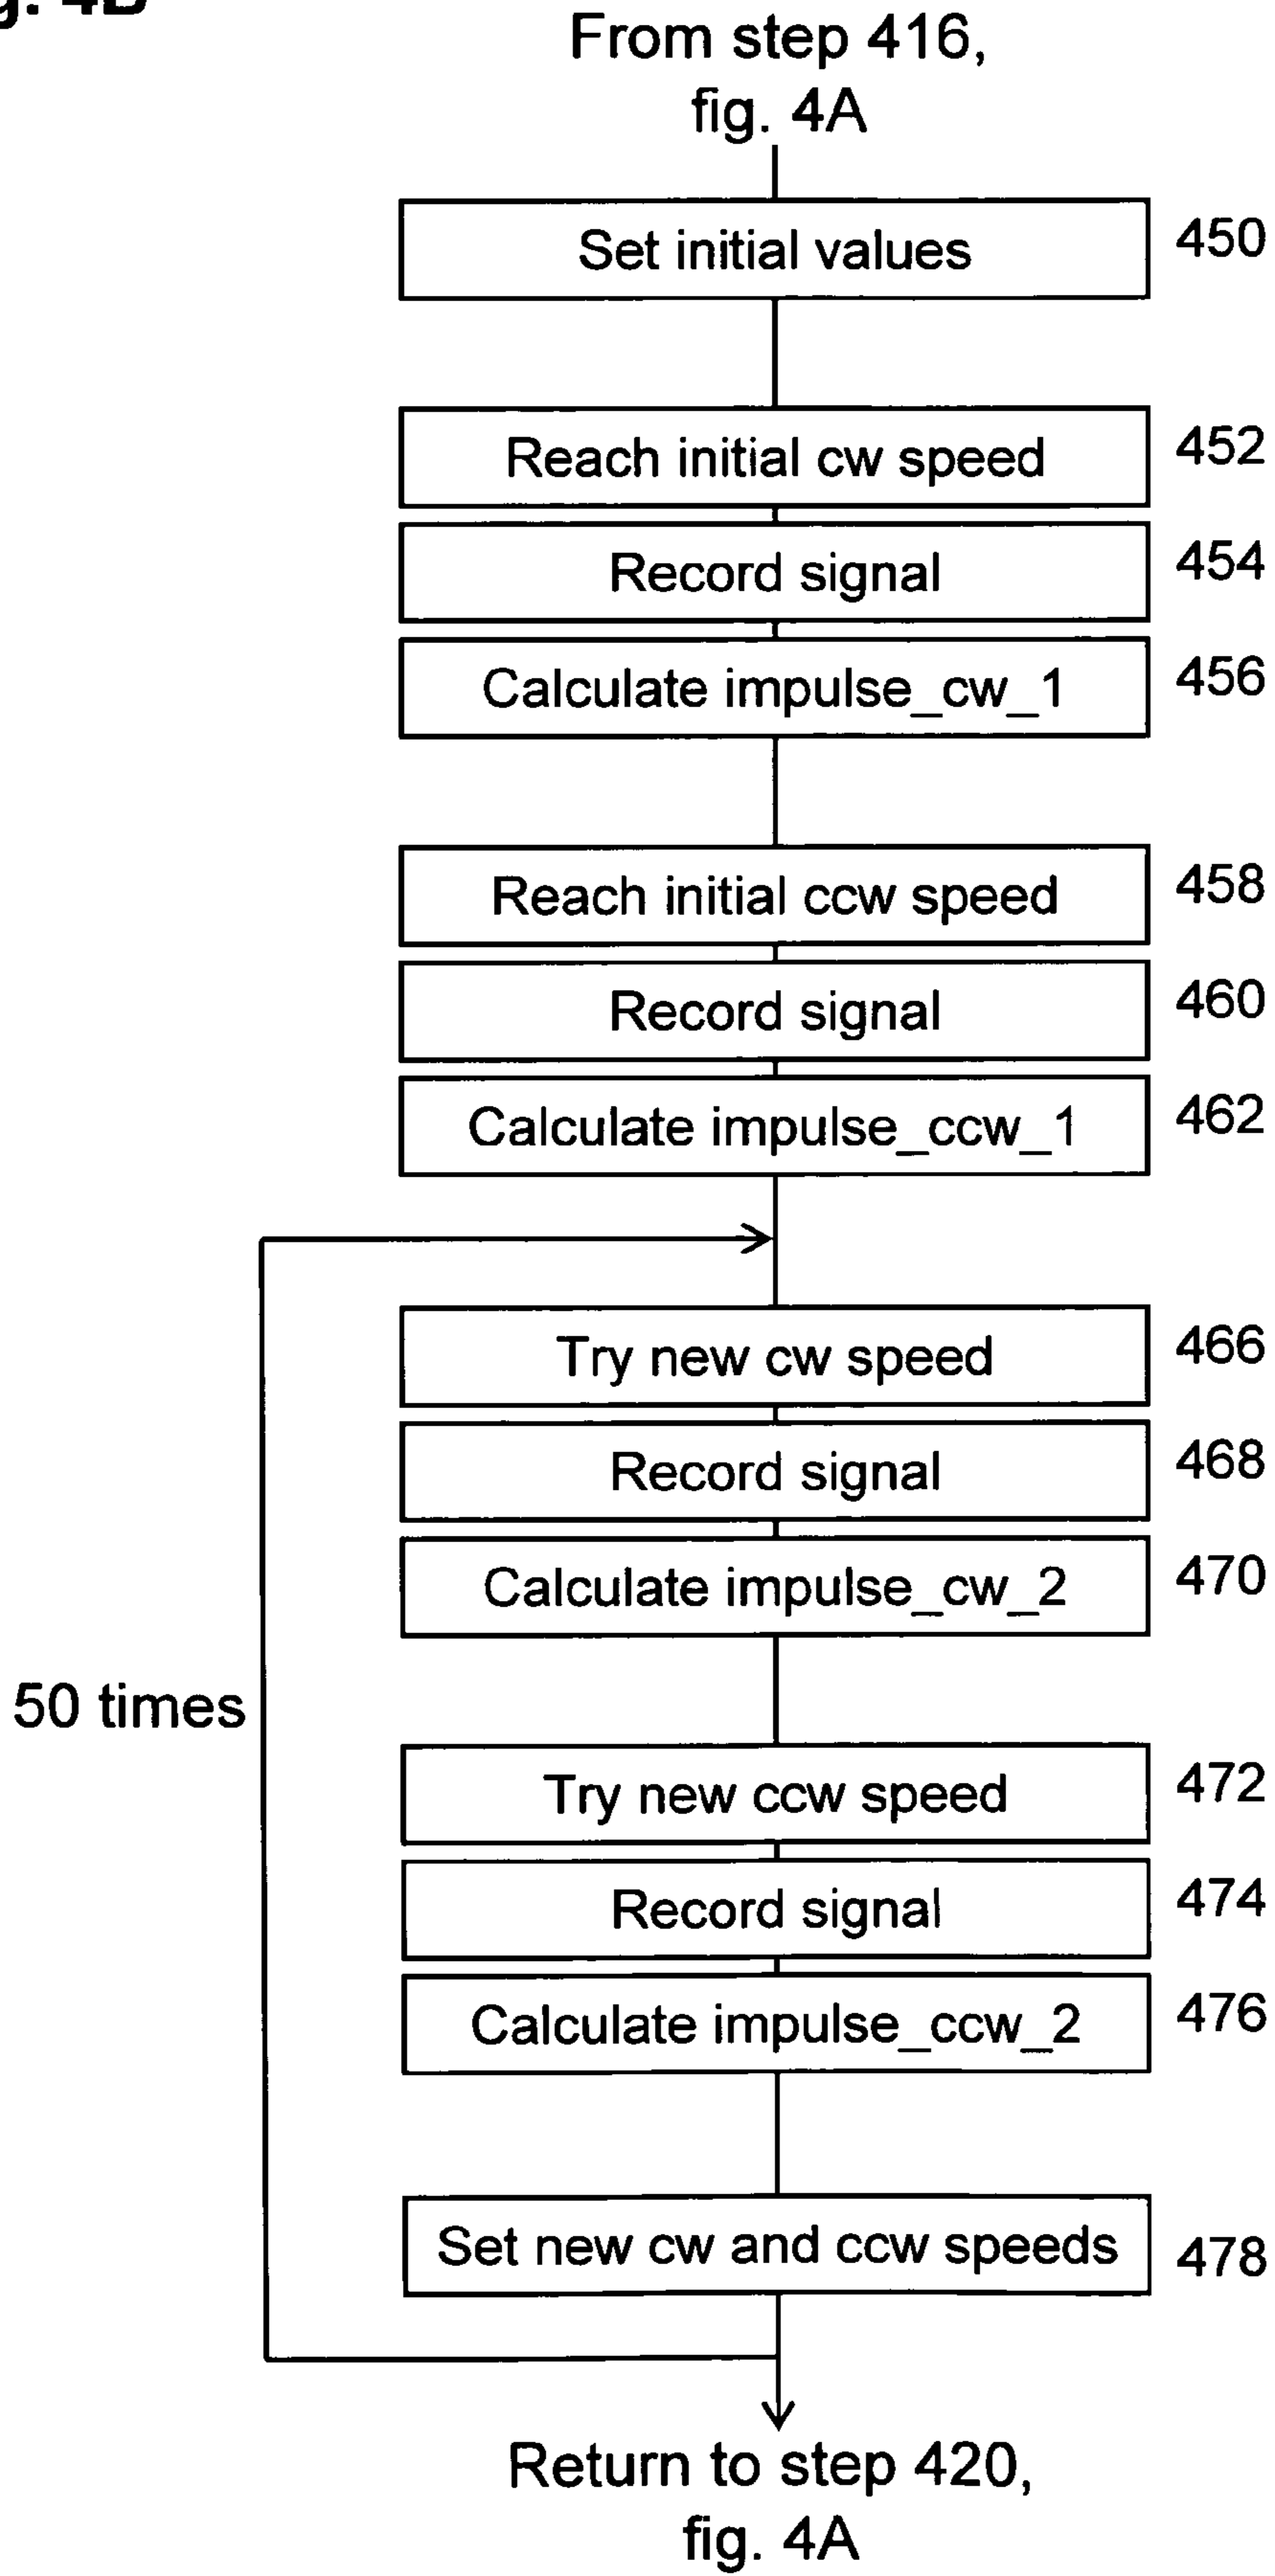 From step 416,
fig. 4A
Set initial values 450
Reach initial cw speed 452
Record signal 454
Calculate impulse_cw_1 456
Reach initial ccw speed 458
Record signal 460
Calculate impulse_ccw_1 462
Try new cw speed 466
Record signal 468
Calculate impulse_cw_2 470
50 times
Try new ccw speed 472
Record signal 474
Calculate impulse_ccw_2 476
Set new cw and ccw speeds 478
Return to step 420,
fig. 4A